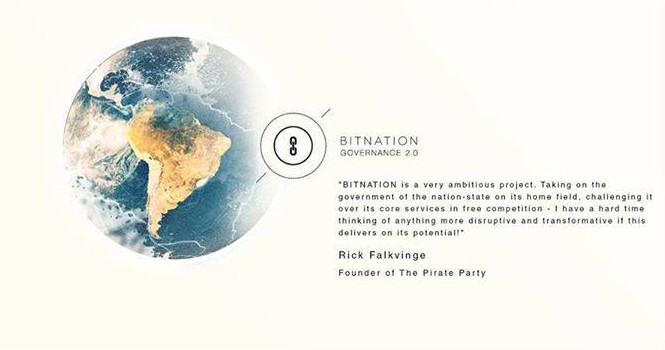 BITNATION
GOVERNANCE 2.0
"BITNATION is a very ambitious project. Taking on the
government of the nation-state on its home field, challenging it
over its core services in free competition - I have a hard time
thinking of anything more disruptive and transformative if this
delivers on its potential!"
Rick Falkvinge
Founder of The Pirate Party